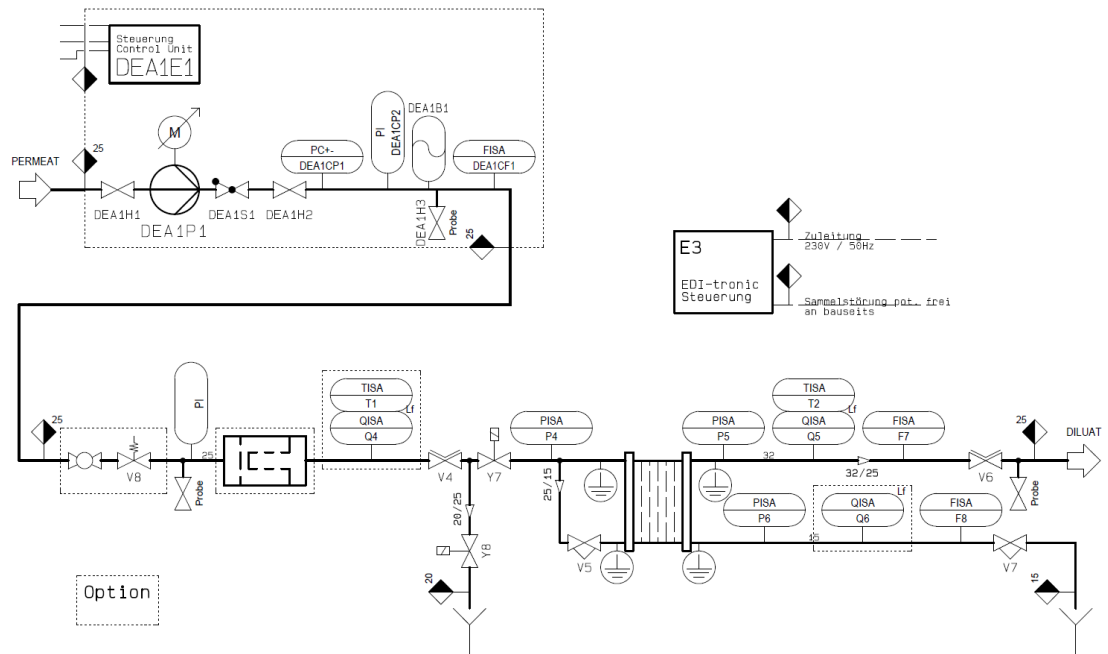 Steuerung
Control Unit
DEA1E1
PERMEAT
25
M
DEA1H1
DEA1P1
DEA1S1
DEA1H2
PC+-
DEA1CP1
PI
DEA1CP2
DEA1B1
FISA
DEA1CF1
DEA1H3
Probe
25
E3
EDI-tronic
Steuerung
Zuleitung
230V / 50Hz
Sammelstörung pot. frei
an bauseits
25
V8
PI
25
Probe
TISA
T1
Lf
QISA
Q4
V4
Y7
20/25
Y8
20
PISA
P4
25/15
V5
PISA
P5
32
TISA
T2
Lf
QISA
Q5
FISA
F7
32/25
V6
25
Probe
DILUAT
PISA
P6
15
QISA
Q6
Lf
FISA
F8
V7
15
Option